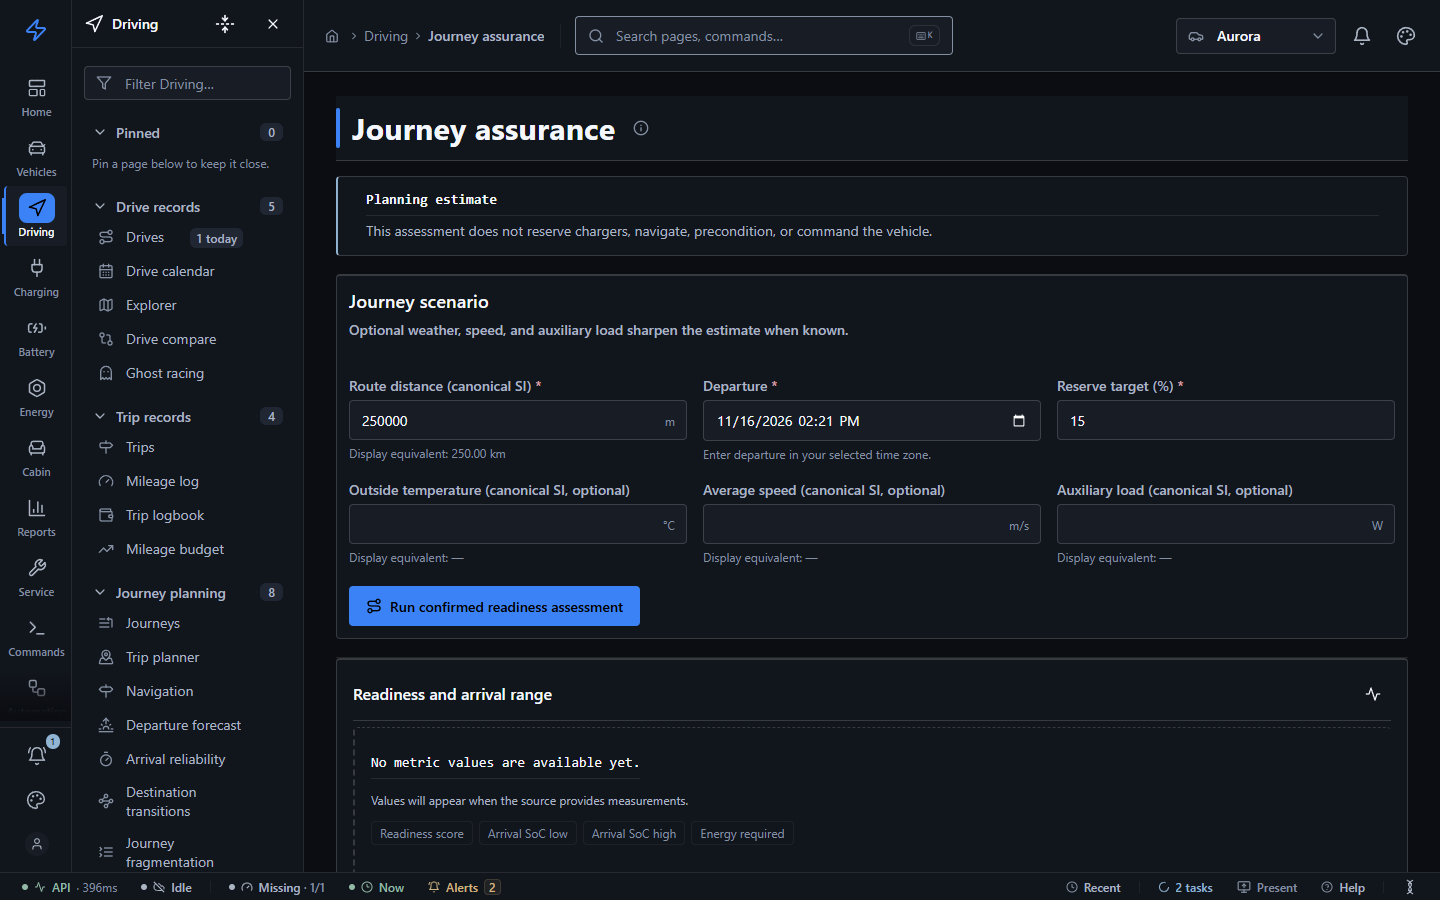 Driving
Home
Vehicles
Driving
Charging
Battery
Energy
Cabin
Reports
Service
Commands
1
Filter Driving...
Pinned 0
Pin a page below to keep it close.
Drive records 5
Drives 1 today
Drive calendar
Explorer
Drive compare
Ghost racing
Trip records 4
Trips
Mileage log
Trip logbook
Mileage budget
Journey planning 8
Journeys
Trip planner
Navigation
Departure forecast
Arrival reliability
Destination
transitions
Journey
fragmentation
Driving Journey assurance
Search pages, commands... K
Aurora
Journey assurance
Planning estimate
This assessment does not reserve chargers, navigate, precondition, or command the vehicle.
Journey scenario
Optional weather, speed, and auxiliary load sharpen the estimate when known.
Route distance (canonical SI) * Departure * Reserve target (%) *
250000 m 11/16/2026 02:21 PM 15
Display equivalent: 250.00 km Enter departure in your selected time zone.
Outside temperature (canonical SI, optional) Average speed (canonical SI, optional) Auxiliary load (canonical SI, optional)
°C m/s W
Display equivalent: — Display equivalent: — Display equivalent: —
Run confirmed readiness assessment
Readiness and arrival range
No metric values are available yet.
Values will appear when the source provides measurements.
Readiness score Arrival SoC low Arrival SoC high Energy required
API · 396ms Idle Missing · 1/1 Now Alerts 2 Recent 2 tasks Present Help